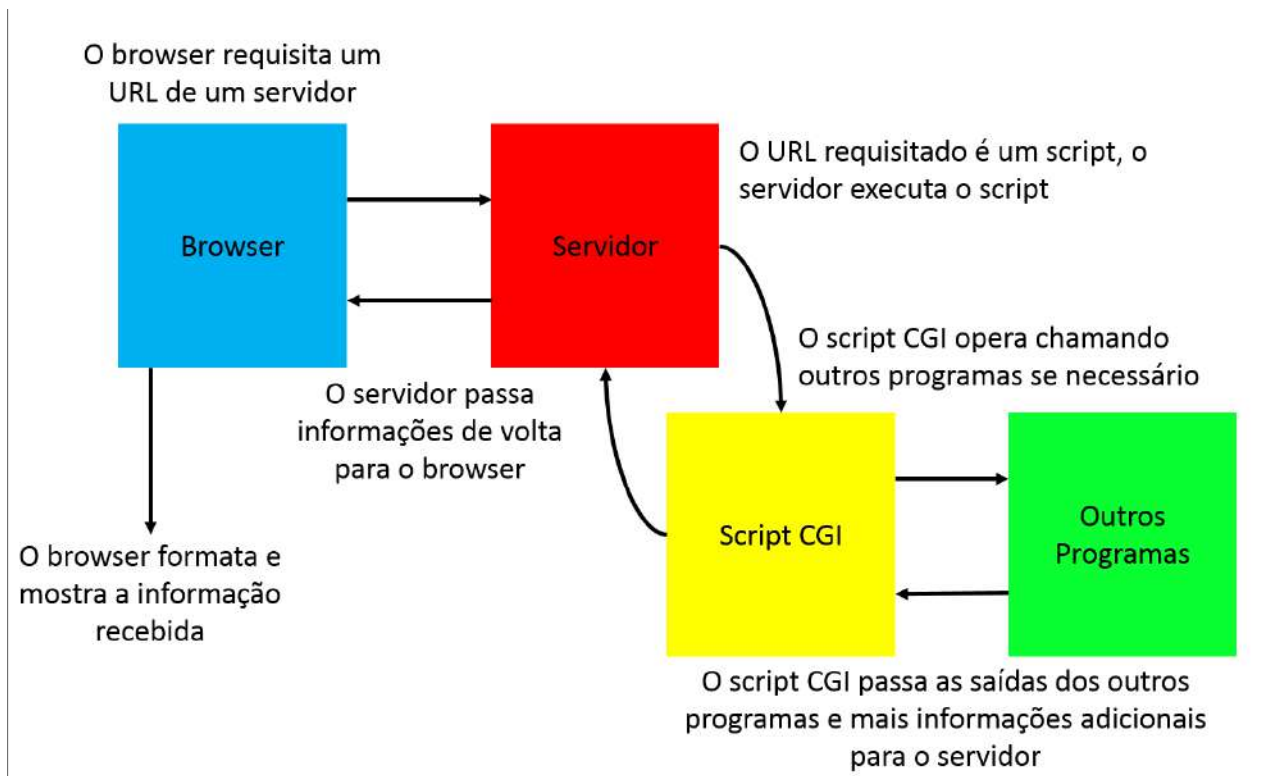 O browser requisita um
URL de um servidor
Browser
Servidor
O URL requisitado é um script, o
servidor executa o script
O servidor passa
informações de volta
para o browser
O script CGI opera chamando
outros programas se necessário
O browser formata e
mostra a informação
recebida
Script CGI
Outros
Programas
O script CGI passa as saídas dos outros
programas e mais informações adicionais
para o servidor